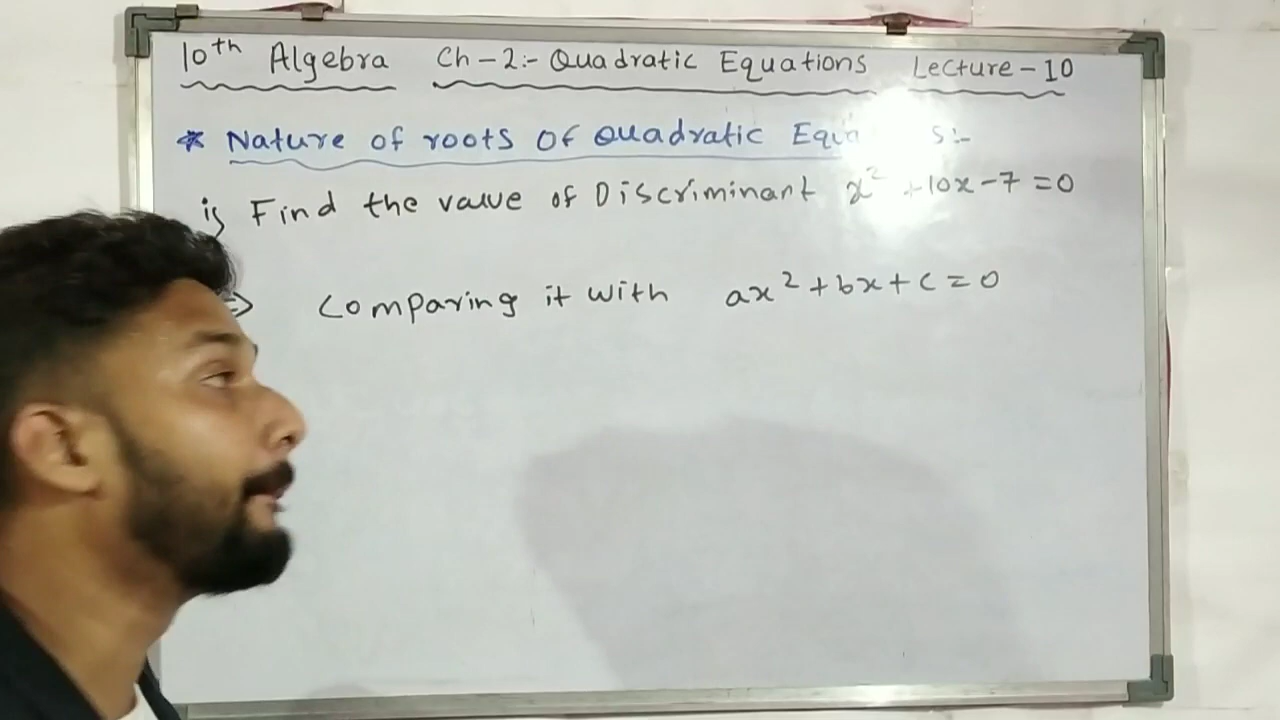 10th Algebra Ch-2:- Quadratic Equations Lecture-10
* Nature of roots of Quadratic
i> Find the value of Discriminant x² +10x-7=0
=> Comparing it with ax²+bx+c=0